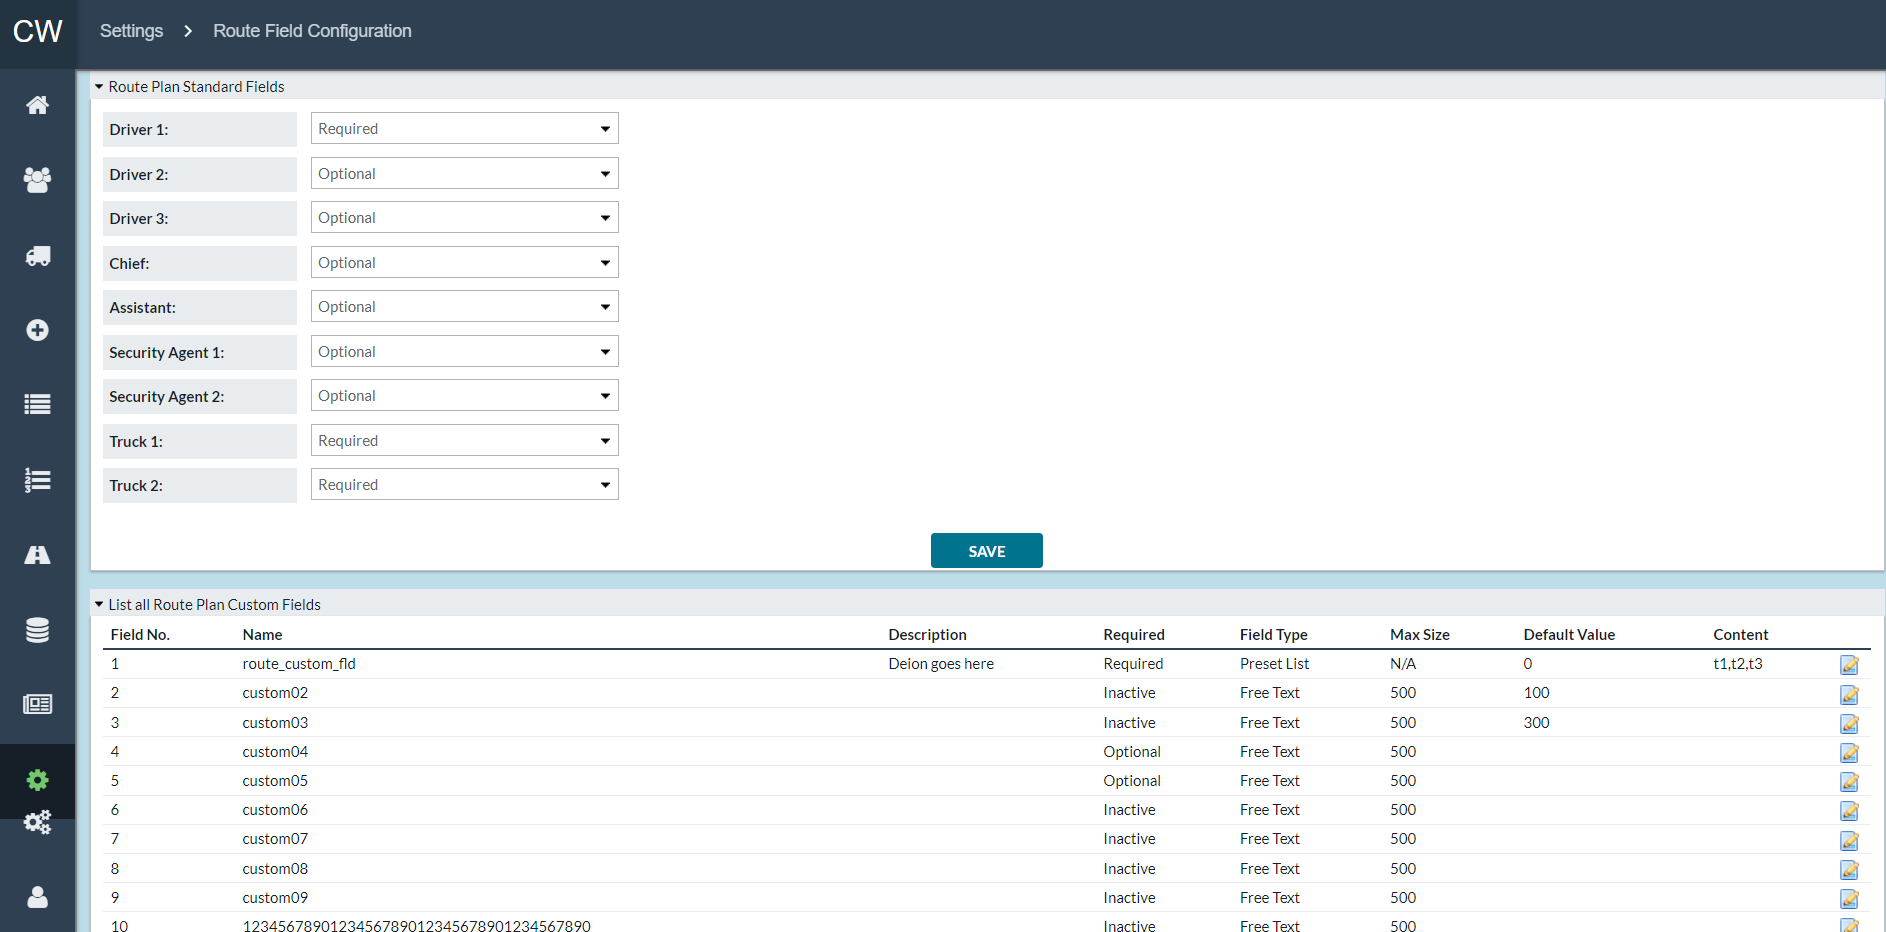 CW
Settings > Route Field Configuration
Route Plan Standard Fields
Driver 1: Required
Driver 2: Optional
Driver 3: Optional
Chief: Optional
Assistant: Optional
Security Agent 1: Optional
Security Agent 2: Optional
Truck 1: Required
Truck 2: Required
SAVE
List all Route Plan Custom Fields
Field No. Name Description Required Field Type Max Size Default Value Content
1 route_custom_fld Deion goes here Required Preset List N/A 0 t1,t2,t3
2 custom02 Inactive Free Text 500 100
3 custom03 Inactive Free Text 500 300
4 custom04 Optional Free Text 500
5 custom05 Optional Free Text 500
6 custom06 Inactive Free Text 500
7 custom07 Inactive Free Text 500
8 custom08 Inactive Free Text 500
9 custom09 Inactive Free Text 500
10 1234567890123456789012345678901234567890 Inactive Free Text 500